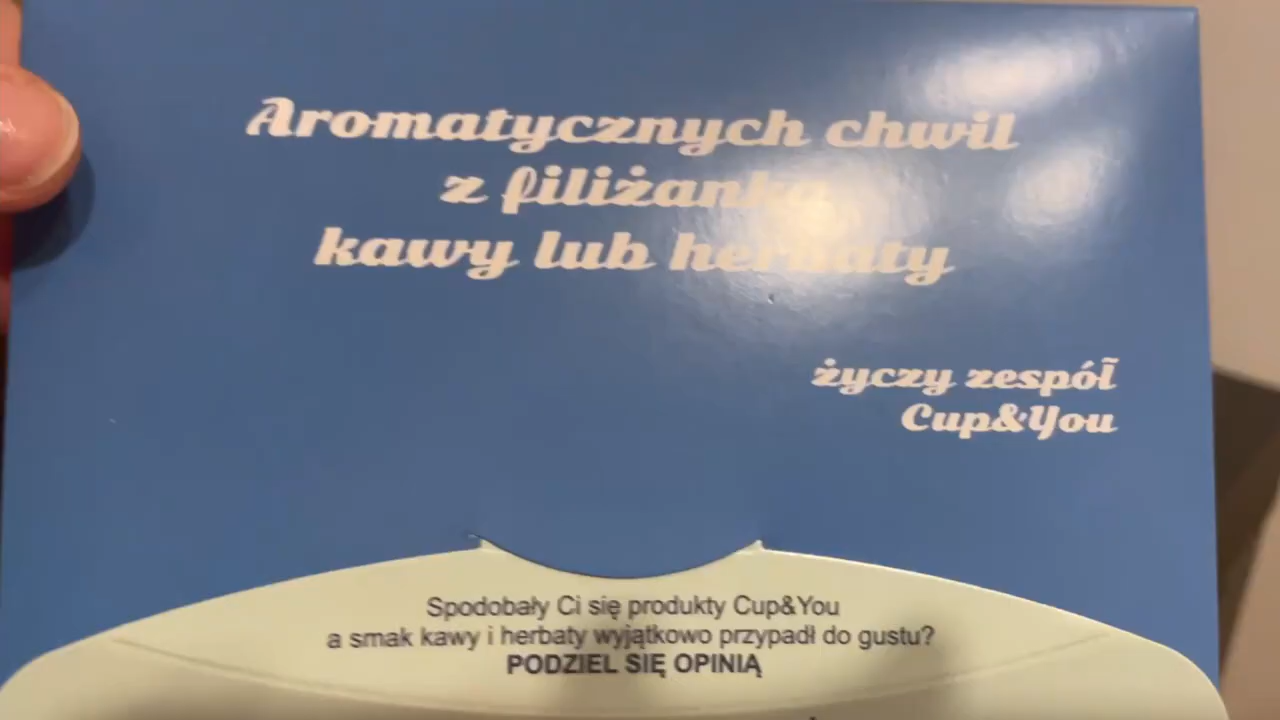 Aromatycznych chwil
z filiżanką
kawy lub herbaty
życzy zespół
Cup&You
Spodobały Ci się produkty Cup&You
a smak kawy i herbaty wyjątkowo przypadł do gustu?
PODZIEL SIĘ OPINIĄ